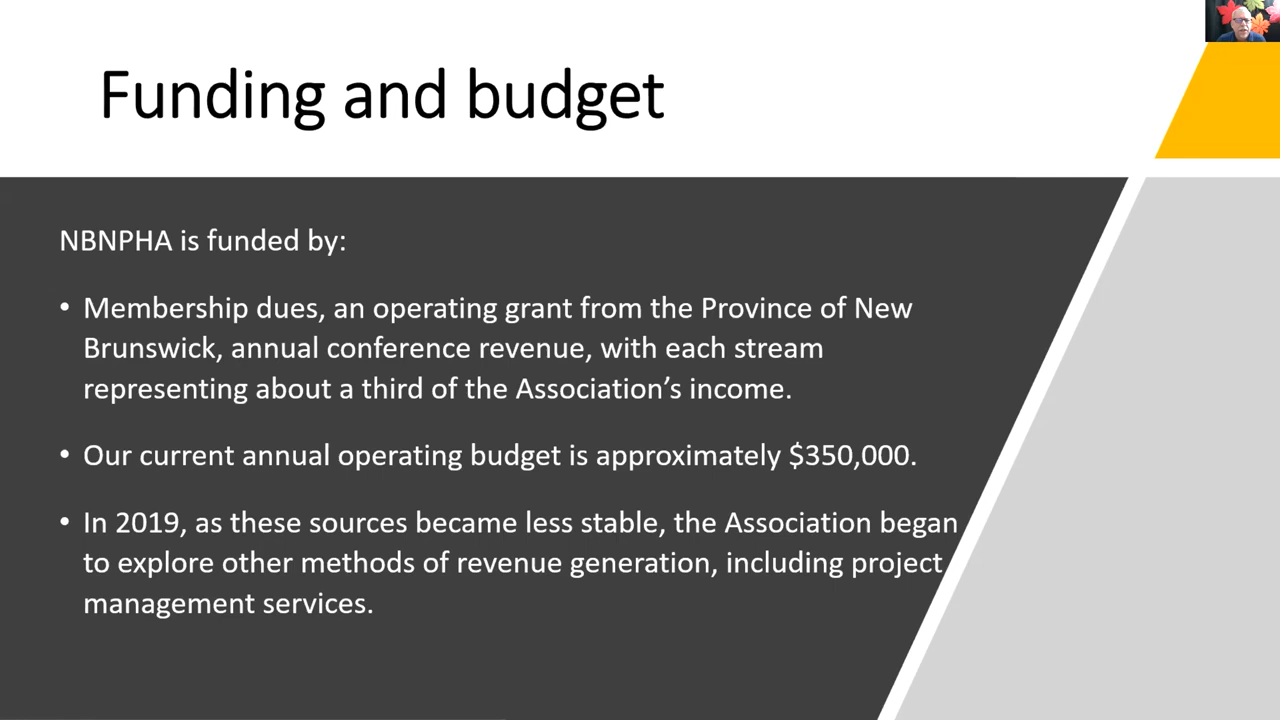 Funding and budget
NBNPHA is funded by:
• Membership dues, an operating grant from the Province of New
Brunswick, annual conference revenue, with each stream
representing about a third of the Association’s income.
• Our current annual operating budget is approximately $350,000.
• In 2019, as these sources became less stable, the Association began
to explore other methods of revenue generation, including project
management services.